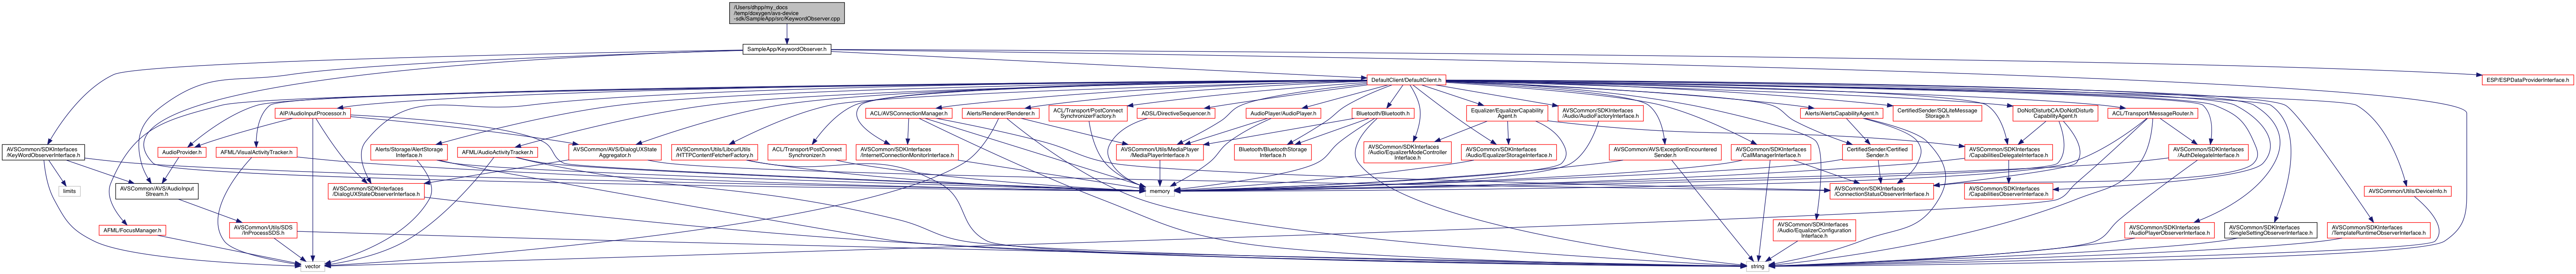 /Users/dhpp/my_docs
/temp/doxygen/avs-device
-sdk/SampleApp/src/KeywordObserver.cpp
SampleApp/KeywordObserver.h
DefaultClient/DefaultClient.h
ESP/ESPDataProviderInterface.h
AIP/AudioInputProcessor.h
ACL/AVSConnectionManager.h
Alerts/Renderer/Renderer.h
ACL/Transport/PostConnect
SynchronizerFactory.h
ADSL/DirectiveSequencer.h
AudioPlayer/AudioPlayer.h
Bluetooth/Bluetooth.h
Equalizer/EqualizerCapability
Agent.h
AVSCommon/SDKInterfaces
/Audio/AudioFactoryInterface.h
Alerts/AlertsCapabilityAgent.h
CertifiedSender/SQLiteMessage
Storage.h
DoNotDisturbCA/DoNotDisturb
CapabilityAgent.h
ACL/Transport/MessageRouter.h
AVSCommon/SDKInterfaces
/KeyWordObserverInterface.h
AudioProvider.h
AFML/VisualActivityTracker.h
Alerts/Storage/AlertStorage
Interface.h
AFML/AudioActivityTracker.h
AVSCommon/AVS/DialogUXState
Aggregator.h
AVSCommon/Utils/LibcurlUtils
/HTTPContentFetcherFactory.h
ACL/Transport/PostConnect
Synchronizer.h
AVSCommon/SDKInterfaces
/InternetConnectionMonitorInterface.h
AVSCommon/Utils/MediaPlayer
/MediaPlayerInterface.h
Bluetooth/BluetoothStorage
Interface.h
AVSCommon/SDKInterfaces
/Audio/EqualizerModeController
Interface.h
AVSCommon/SDKInterfaces
/Audio/EqualizerStorageInterface.h
AVSCommon/AVS/ExceptionEncountered
Sender.h
AVSCommon/SDKInterfaces
/CallManagerInterface.h
CertifiedSender/Certified
Sender.h
AVSCommon/SDKInterfaces
/CapabilitiesDelegateInterface.h
AVSCommon/SDKInterfaces
/AuthDelegateInterface.h
limits
AVSCommon/AVS/AudioInput
Stream.h
AVSCommon/SDKInterfaces
/DialogUXStateObserverInterface.h
memory
AVSCommon/SDKInterfaces
/ConnectionStatusObserverInterface.h
AVSCommon/SDKInterfaces
/CapabilitiesObserverInterface.h
AVSCommon/Utils/DeviceInfo.h
AFML/FocusManager.h
AVSCommon/Utils/SDS
/InProcessSDS.h
AVSCommon/SDKInterfaces
/Audio/EqualizerConfiguration
Interface.h
AVSCommon/SDKInterfaces
/AudioPlayerObserverInterface.h
AVSCommon/SDKInterfaces
/SingleSettingObserverInterface.h
AVSCommon/SDKInterfaces
/TemplateRuntimeObserverInterface.h
vector
string